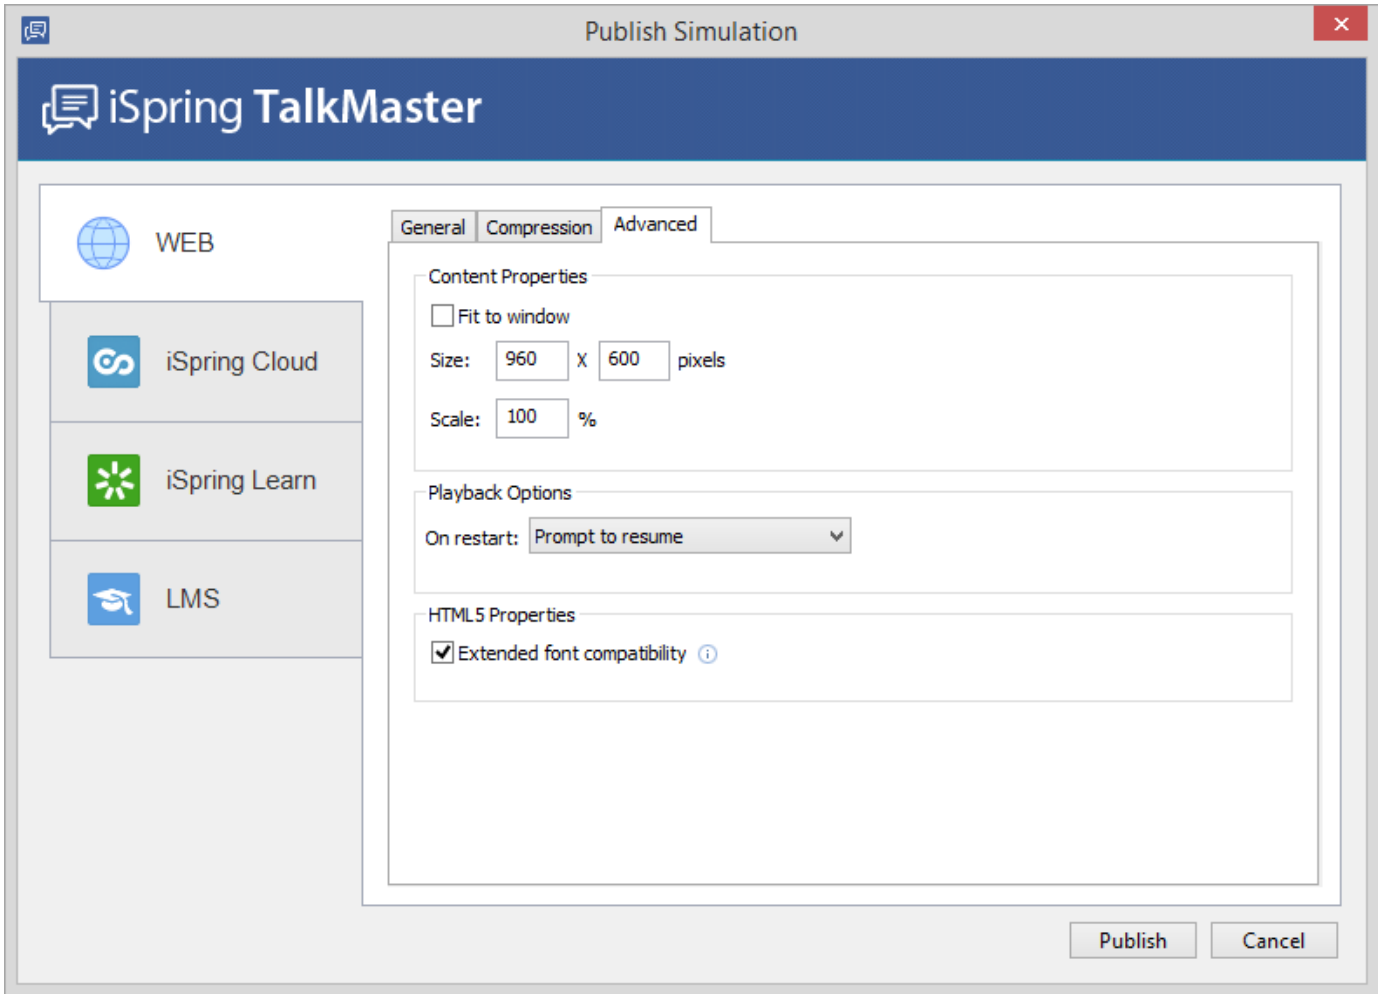 Publish Simulation
iSpring TalkMaster
WEB
iSpring Cloud
iSpring Learn
LMS
General Compression Advanced
Content Properties
Fit to window
Size: 960 X 600 pixels
Scale: 100 %
Playback Options
On restart: Prompt to resume
HTML5 Properties
Extended font compatibility
Publish Cancel